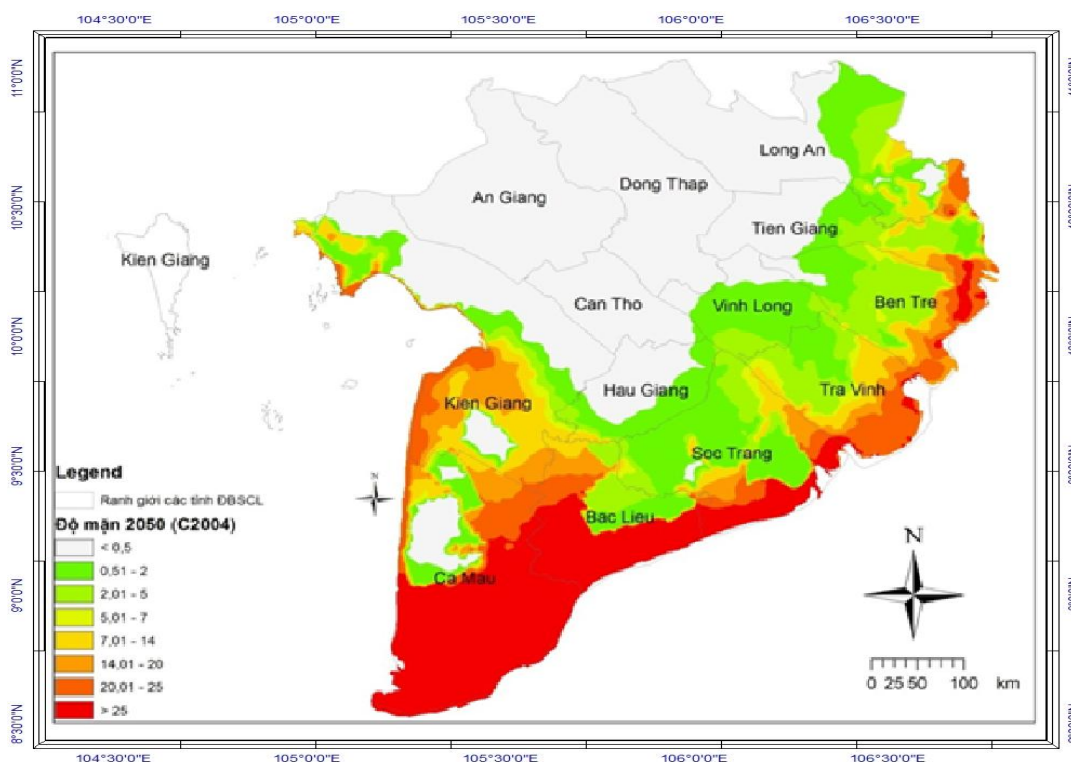 104°30'0"E 105°0'0"E 105°30'0"E 106°0'0"E 106°30'0"E
11°0'0"N
10°30'0"N
10°0'0"N
9°30'0"N
9°0'0"N
8°30'0"N
Long An
Dong Thap
An Giang
Tien Giang
Kien Giang
Can Tho
Vinh Long
Ben Tre
Hau Giang
Tra Vinh
Kien Giang
Soc Trang
Bac Lieu
Ca Mau
N
Legend
Ranh giới các tỉnh ĐBSCL
Độ mặn 2050 (C2004)
< 0,5
0,51 - 2
2,01 - 5
5,01 - 7
7,01 - 14
14,01 - 20
20,01 - 25
> 25
N
0 25 50 100 km
104°30'0"E 105°0'0"E 105°30'0"E 106°0'0"E 106°30'0"E